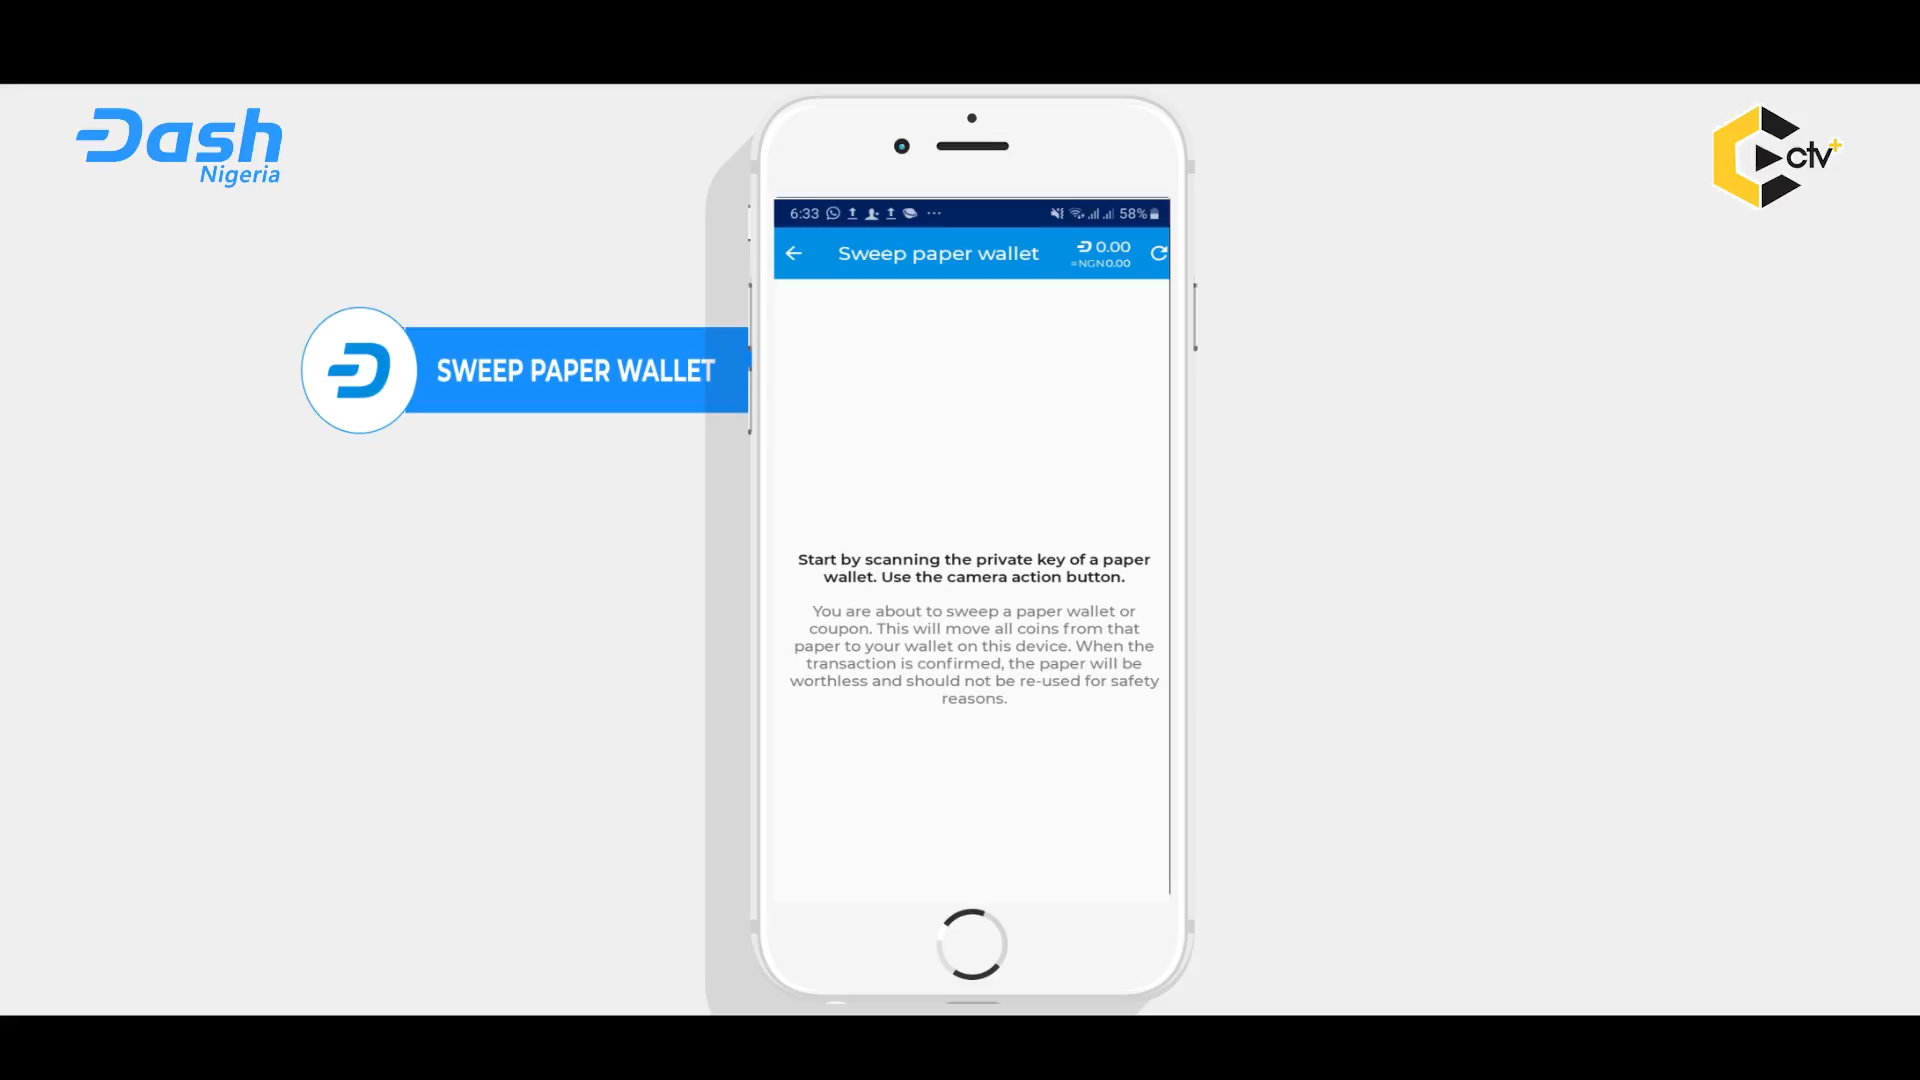 Dash
Nigeria
ctv+
6:33
58%
Sweep paper wallet
0.00
≈NGN0.00
SWEEP PAPER WALLET
Start by scanning the private key of a paper
wallet. Use the camera action button.
You are about to sweep a paper wallet or
coupon. This will move all coins from that
paper to your wallet on this device. When the
transaction is confirmed, the paper will be
worthless and should not be re-used for safety
reasons.